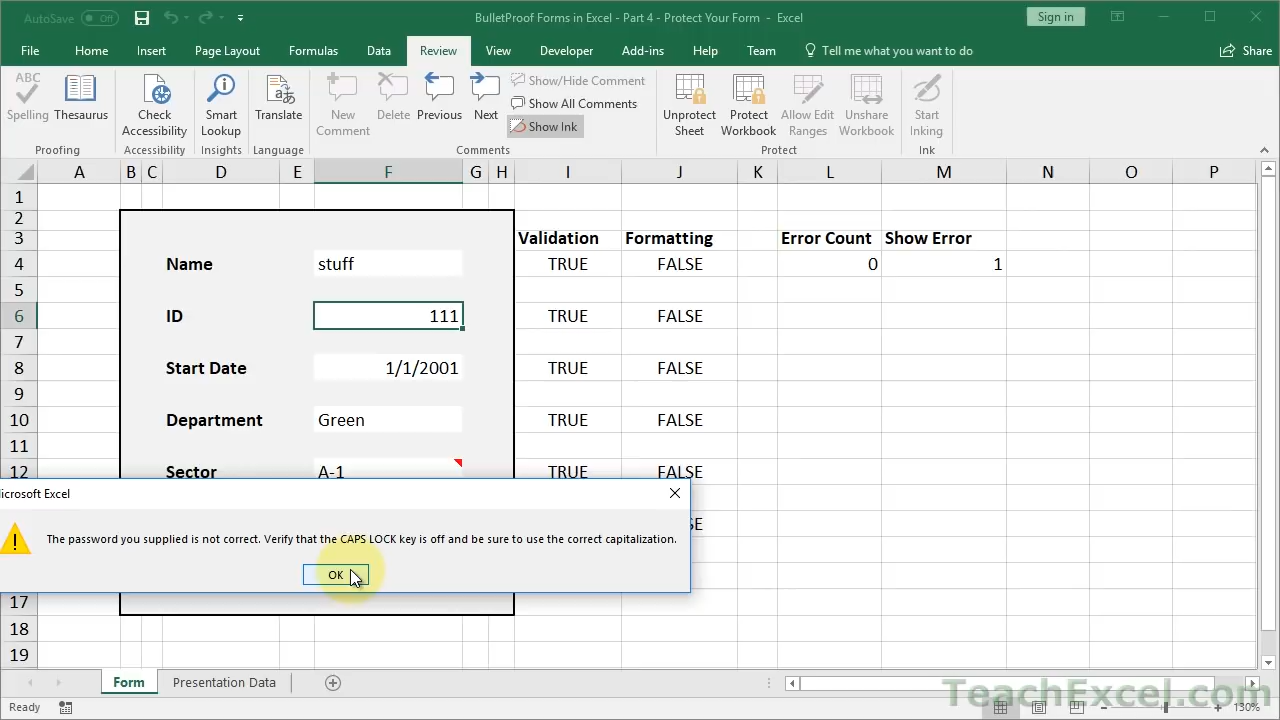 AutoSave Off BulletProof Forms in Excel - Part 4 - Protect Your Form - Excel Sign in
File Home Insert Page Layout Formulas Data Review View Developer Add-ins Help Team Tell me what you want to do Share
ABC Show/Hide Comment
Spelling Thesaurus Check Accessibility Smart Lookup Translate New Comment Delete Previous Next Show All Comments Unprotect Sheet Protect Workbook Allow Edit Ranges Unshare Workbook Start Inking
Show Ink
Proofing Accessibility Insights Language Comments Protect Ink
A B C D E F G H I J K L M N O P
1
2
3 Validation Formatting Error Count Show Error
4 Name stuff TRUE FALSE 0 1
5
6 ID 111 TRUE FALSE
7
8 Start Date 1/1/2001 TRUE FALSE
9
10 Department Green TRUE FALSE
11
12 Sector A-1 TRUE FALSE
The password you supplied is not correct. Verify that the CAPS LOCK key is off and be sure to use the correct capitalization.
OK
17
18
19
Form Presentation Data
TeachExcel.com
Ready 130%